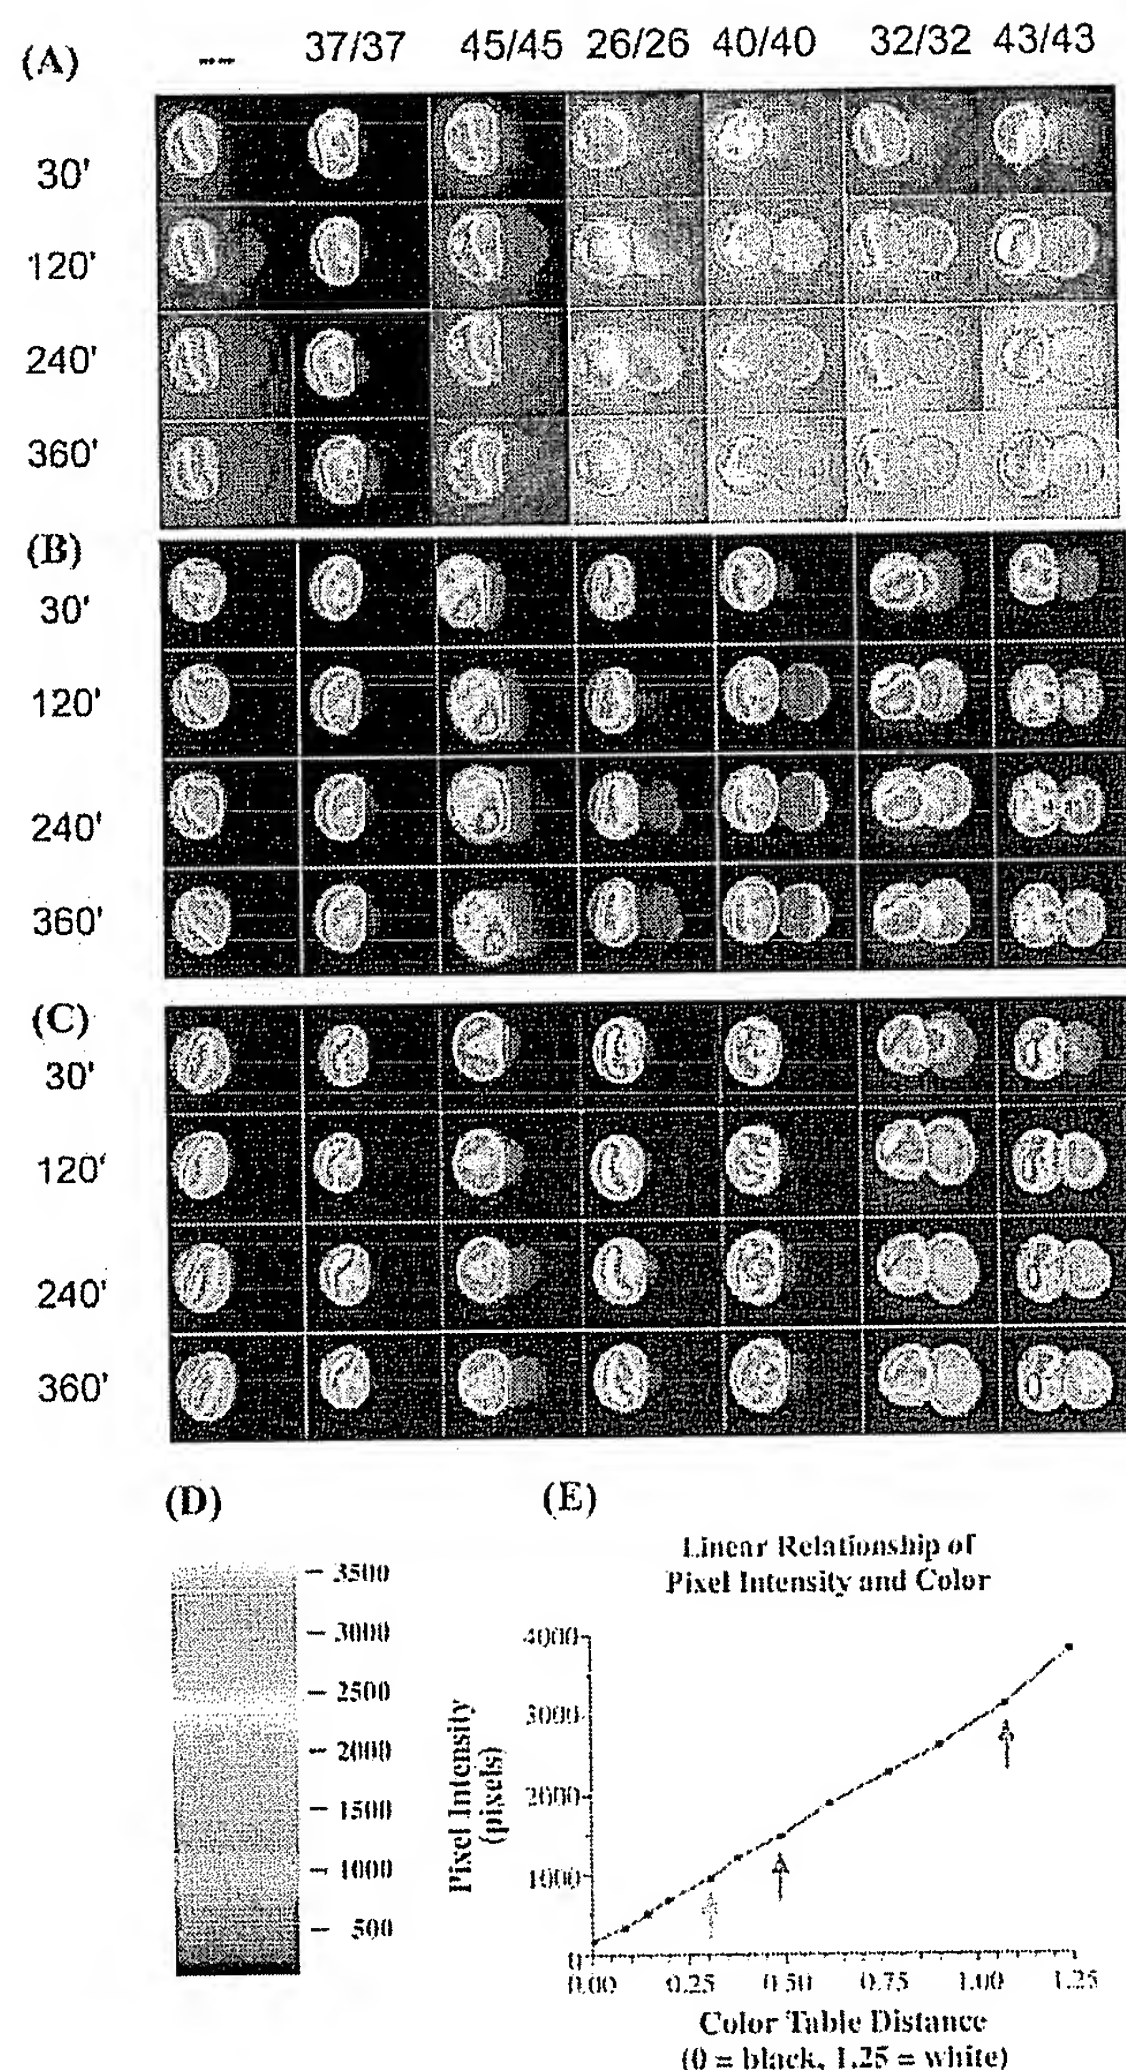 (A) -- 37/37 45/45 26/26 40/40 32/32 43/43
30'
120'
240'
360'
(B)
30'
120'
240'
360'
(C)
30'
120'
240'
360'
(D)
3500
3000
2500
2000
1500
1000
500
(E)
Linear Relationship of
Pixel Intensity and Color
4000
3000
2000
1000
0
Pixel Intensity
(pixels)
0.00 0.25 0.50 0.75 1.00 1.25
Color Table Distance
(0 = black, 1.25 = white)